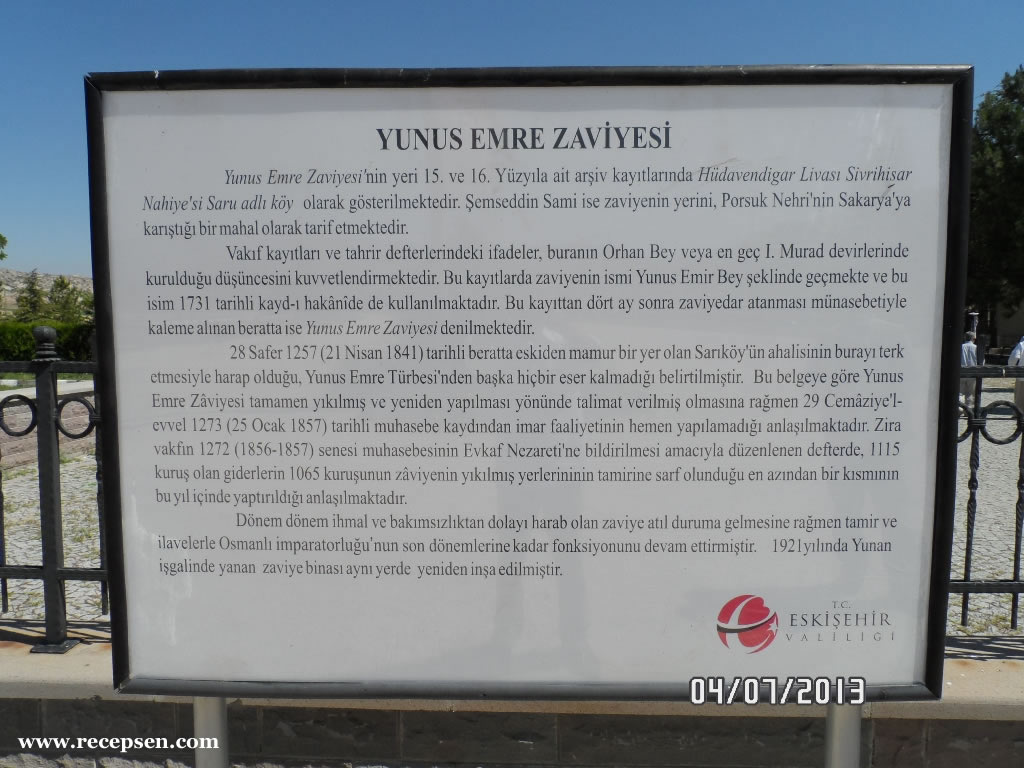 YUNUS EMRE ZAVİYESİ
Yunus Emre Zaviyesi'nin yeri 15. ve 16. Yüzyıla ait arşiv kayıtlarında Hüdavendigar Livası Sivrihisar
Nahiye'si Saru adlı köy olarak gösterilmektedir. Şemseddin Sami ise zaviyenin yerini, Porsuk Nehri'nin Sakarya'ya
karıştığı bir mahal olarak tarif etmektedir.
Vakıf kayıtları ve tahrir defterlerindeki ifadeler, buranın Orhan Bey veya en geç I. Murad devirlerinde
kurulduğu düşüncesini kuvvetlendirmektedir. Bu kayıtlarda zaviyenin ismi Yunus Emir Bey şeklinde geçmekte ve bu
isim 1731 tarihli kayd-ı hakânîde de kullanılmaktadır. Bu kayıttan dört ay sonra zaviyedar atanması münasebetiyle
kaleme alınan beratta ise Yunus Emre Zaviyesi denilmektedir.
28 Safer 1257 (21 Nisan 1841) tarihli beratta eskiden mamur bir yer olan Sarıköy'ün ahalisinin burayı terk
etmesiyle harap olduğu, Yunus Emre Türbesi'nden başka hiçbir eser kalmadığı belirtilmiştir. Bu belgeye göre Yunus
Emre Zâviyesi tamamen yıkılmış ve yeniden yapılması yönünde talimat verilmiş olmasına rağmen 29 Cemâziye'l-
evvel 1273 (25 Ocak 1857) tarihli muhasebe kaydından imar faaliyetinin hemen yapılamadığı anlaşılmaktadır. Zira
vakfın 1272 (1856-1857) senesi muhasebesinin Evkaf Nezareti'ne bildirilmesi amacıyla düzenlenen defterde, 1115
kuruş olan giderlerin 1065 kuruşunun zâviyenin yıkılmış yerlerininin tamirine sarf olunduğu en azından bir kısmının
bu yıl içinde yaptırıldığı anlaşılmaktadır.
Dönem dönem ihmal ve bakımsızlıktan dolayı harab olan zaviye atıl duruma gelmesine rağmen tamir ve
ilavelerle Osmanlı imparatorluğu'nun son dönemlerine kadar fonksiyonunu devam ettirmiştir. 1921yılında Yunan
işgalinde yanan zaviye binası aynı yerde yeniden inşa edilmiştir.
T.C.
ESKİŞEHİR
VALİLİĞİ
04/07/2013
www.recepsen.com